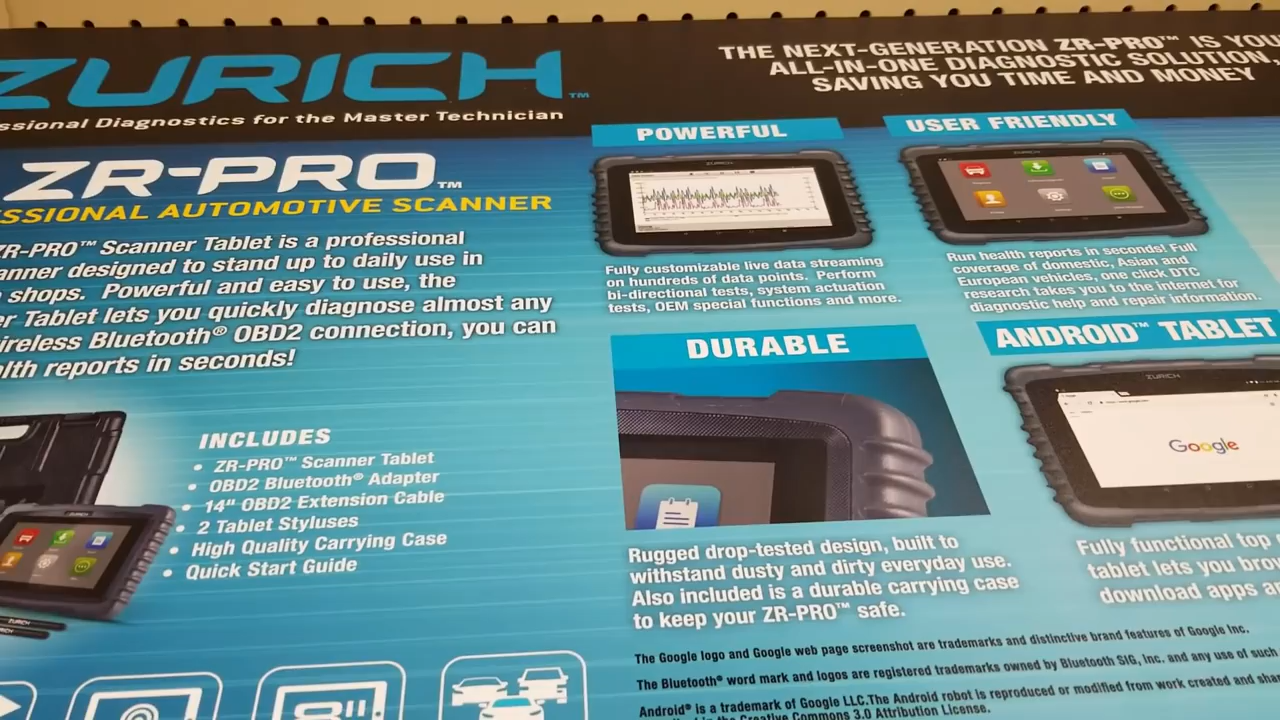 ZURICH™
ssional Diagnostics for the Master Technician
THE NEXT-GENERATION ZR-PRO™ IS YOU
ALL-IN-ONE DIAGNOSTIC SOLUTION,
SAVING YOU TIME AND MONEY
ZR-PRO™
SSIONAL AUTOMOTIVE SCANNER
ZR-PRO™ Scanner Tablet is a professional
anner designed to stand up to daily use in
shops. Powerful and easy to use, the
er Tablet lets you quickly diagnose almost any
ireless Bluetooth® OBD2 connection, you can
lth reports in seconds!
INCLUDES
• ZR-PRO™ Scanner Tablet
• OBD2 Bluetooth® Adapter
• 14" OBD2 Extension Cable
• 2 Tablet Styluses
• High Quality Carrying Case
• Quick Start Guide
ZURICH
8"
POWERFUL
ZURICH
Fully customizable live data streaming
on hundreds of data points. Perform
bi-directional tests, system actuation
tests, OEM special functions and more.
USER FRIENDLY
ZURICH
Run health reports in seconds! Full
coverage of domestic, Asian and
European vehicles, one click DTC
research takes you to the internet for
diagnostic help and repair information.
DURABLE
Rugged drop-tested design, built to
withstand dusty and dirty everyday use.
Also included is a durable carrying case
to keep your ZR-PRO™ safe.
ANDROID™ TABLET
ZURICH
Google
Fully functional top
tablet lets you brow
download apps a
The Google logo and Google web page screenshot are trademarks and distinctive brand features of Google Inc.
The Bluetooth® word mark and logos are registered trademarks owned by Bluetooth SIG, Inc. and any use of such
Android® is a trademark of Google LLC.The Android robot is reproduced or modified from work created and shar
in the Creative Commons 3.0 Attribution License.